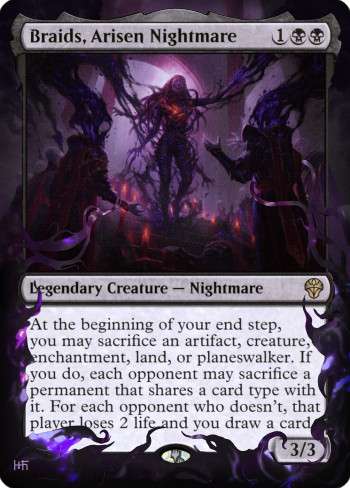 Braids, Arisen Nightmare 1
Legendary Creature — Nightmare
At the beginning of your end step,
you may sacrifice an artifact, creature,
enchantment, land, or planeswalker. If
you do, each opponent may sacrifice a
permanent that shares a card type with
it. For each opponent who doesn't, that
player loses 2 life and you draw a card
3/3